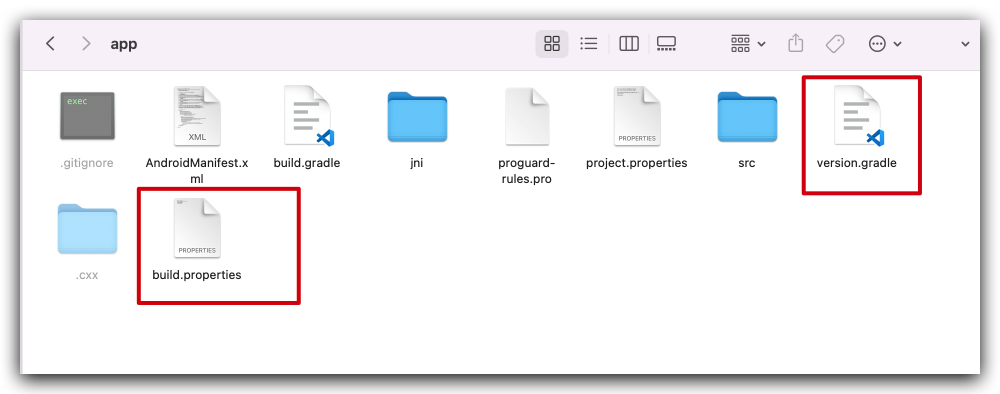 app
exec
.gitignore
XML
AndroidManifest.x
ml
build.gradle
jni
proguard-
rules.pro
PROPERTIES
project.properties
src
version.gradle
.cxx
PROPERTIES
build.properties